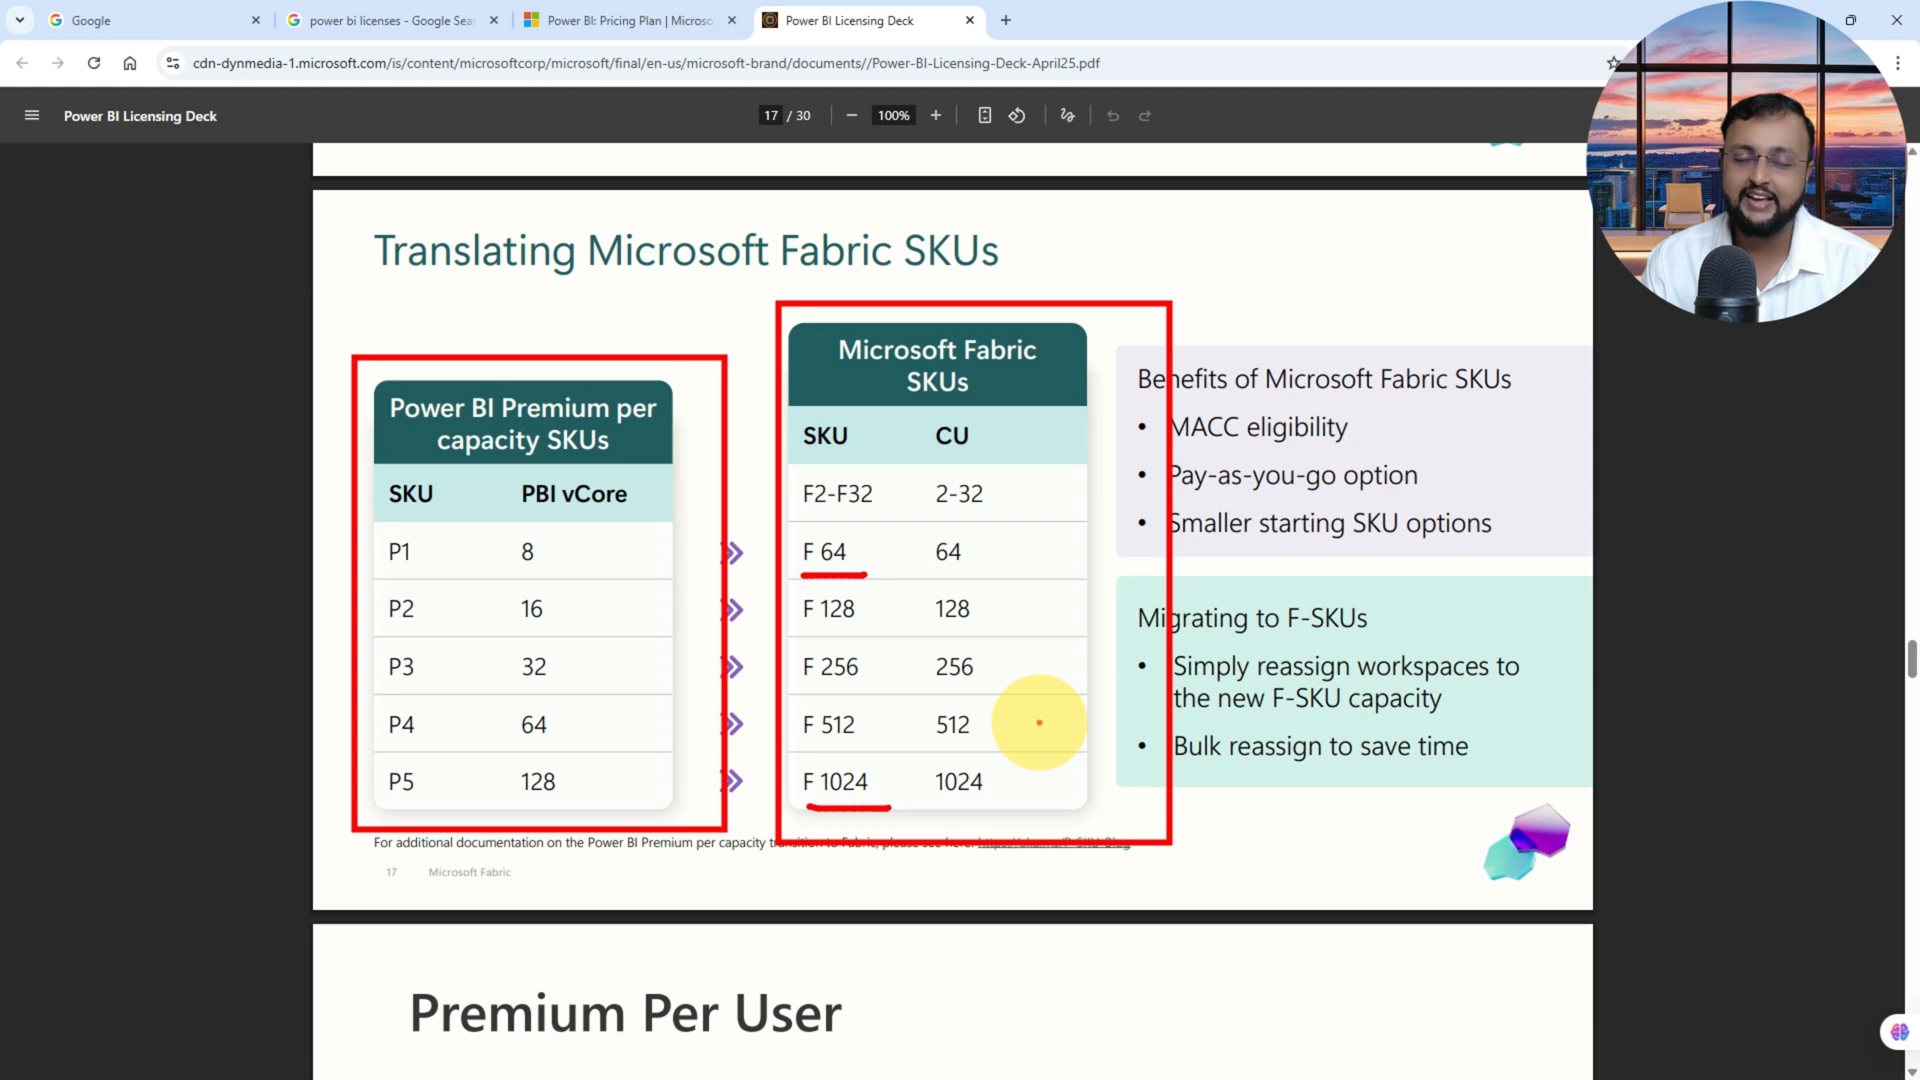 Google
power bi licenses - Google Sea
Power BI: Pricing Plan | Microso
Power BI Licensing Deck
cdn-dynmedia-1.microsoft.com/is/content/microsoftcorp/microsoft/final/en-us/microsoft-brand/documents//Power-BI-Licensing-Deck-April25.pdf
Power BI Licensing Deck
17 / 30
100%
Translating Microsoft Fabric SKUs
Power BI Premium per
capacity SKUs
SKU PBI vCore
P1 8
P2 16
P3 32
P4 64
P5 128
Microsoft Fabric
SKUs
SKU CU
F2-F32 2-32
F 64 64
F 128 128
F 256 256
F 512 512
F 1024 1024
Benefits of Microsoft Fabric SKUs
• MACC eligibility
• Pay-as-you-go option
• Smaller starting SKU options
Migrating to F-SKUs
• Simply reassign workspaces to
the new F-SKU capacity
• Bulk reassign to save time
For additional documentation on the Power BI Premium per capacity transition to Fabric, please see here:
17 Microsoft Fabric
Premium Per User